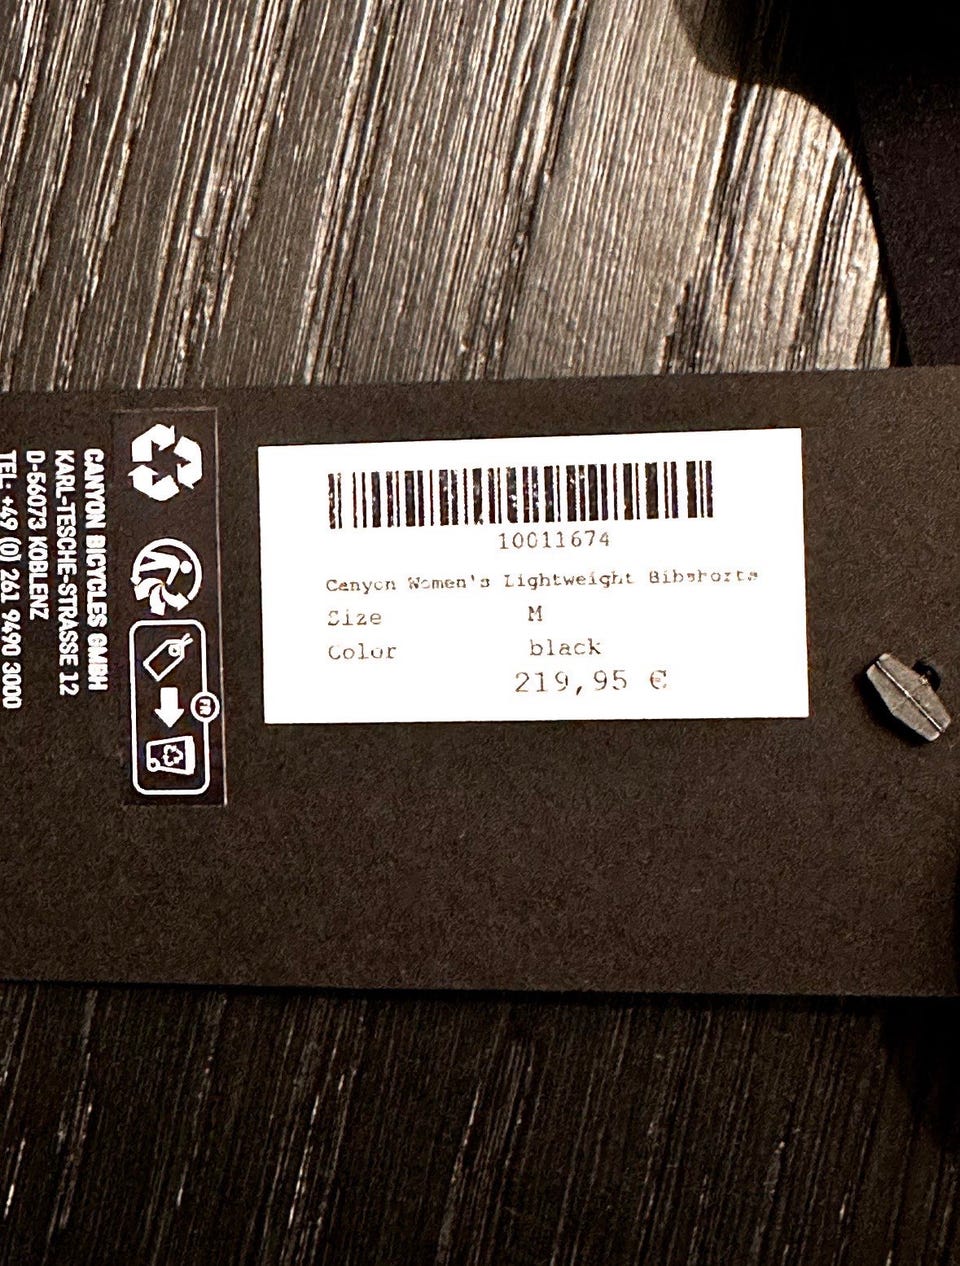 10011674
Canyon Women's Lightweight Bibshorts
Size M
Color black
219,95 €
CANYON BICYCLES GMBH
KARL-TESCHE-STRASSE 12
D-56073 KOBLENZ
TEL: +49 (0) 261 9490 3000
FR